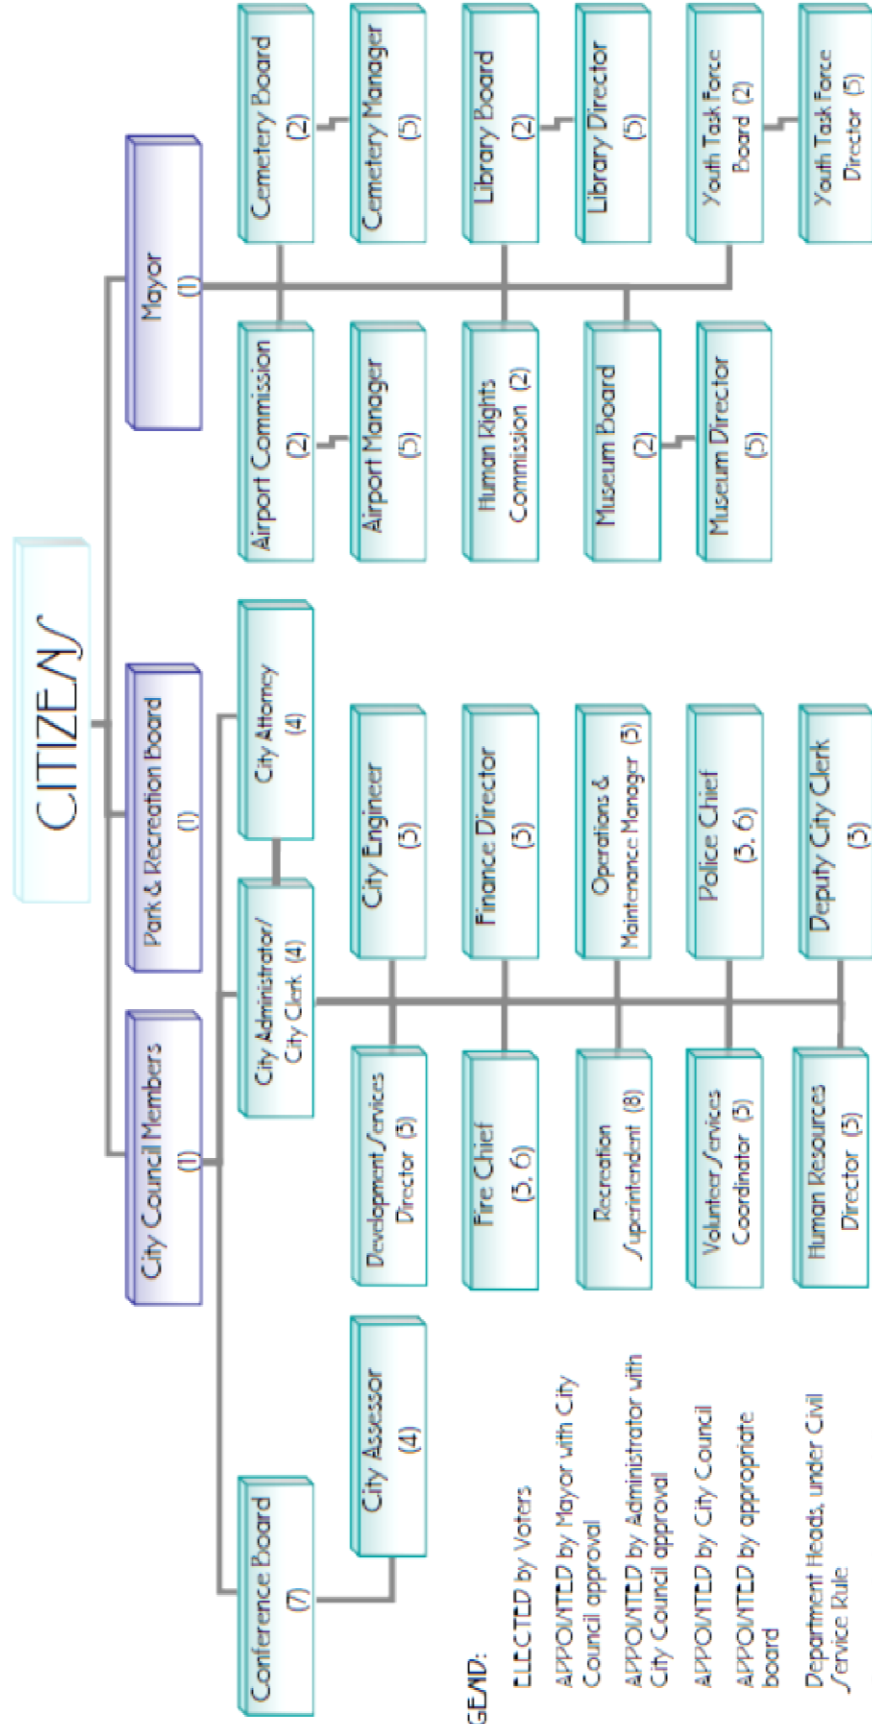 CITIZENS
City Council Members
(1)
Park & Recreation Board
(1)
Mayor
(1)
Conference Board
(7)
City Assessor
(4)
City Administrator/
City Clerk (4)
City Attorney
(4)
Development Services
Director (3)
City Engineer
(3)
Fire Chief
(3, 6)
Finance Director
(3)
Recreation
Superintendent (8)
Operations &
Maintenance Manager (3)
Volunteer Services
Coordinator (3)
Police Chief
(3, 6)
Human Resources
Director (3)
Deputy City Clerk
(3)
Airport Commission
(2)
Airport Manager
(5)
Cemetery Board
(2)
Cemetery Manager
(5)
Human Rights
Commission (2)
Library Board
(2)
Library Director
(5)
Museum Board
(2)
Museum Director
(5)
Youth Task Force
Board (2)
Youth Task Force
Director (5)
GEND:
ELECTED by Voters
APPOINTED by Mayor with City
Council approval
APPOINTED by Administrator with
City Council approval
APPOINTED by City Council
APPOINTED by appropriate
board
Department Heads, under Civil
Service Rule